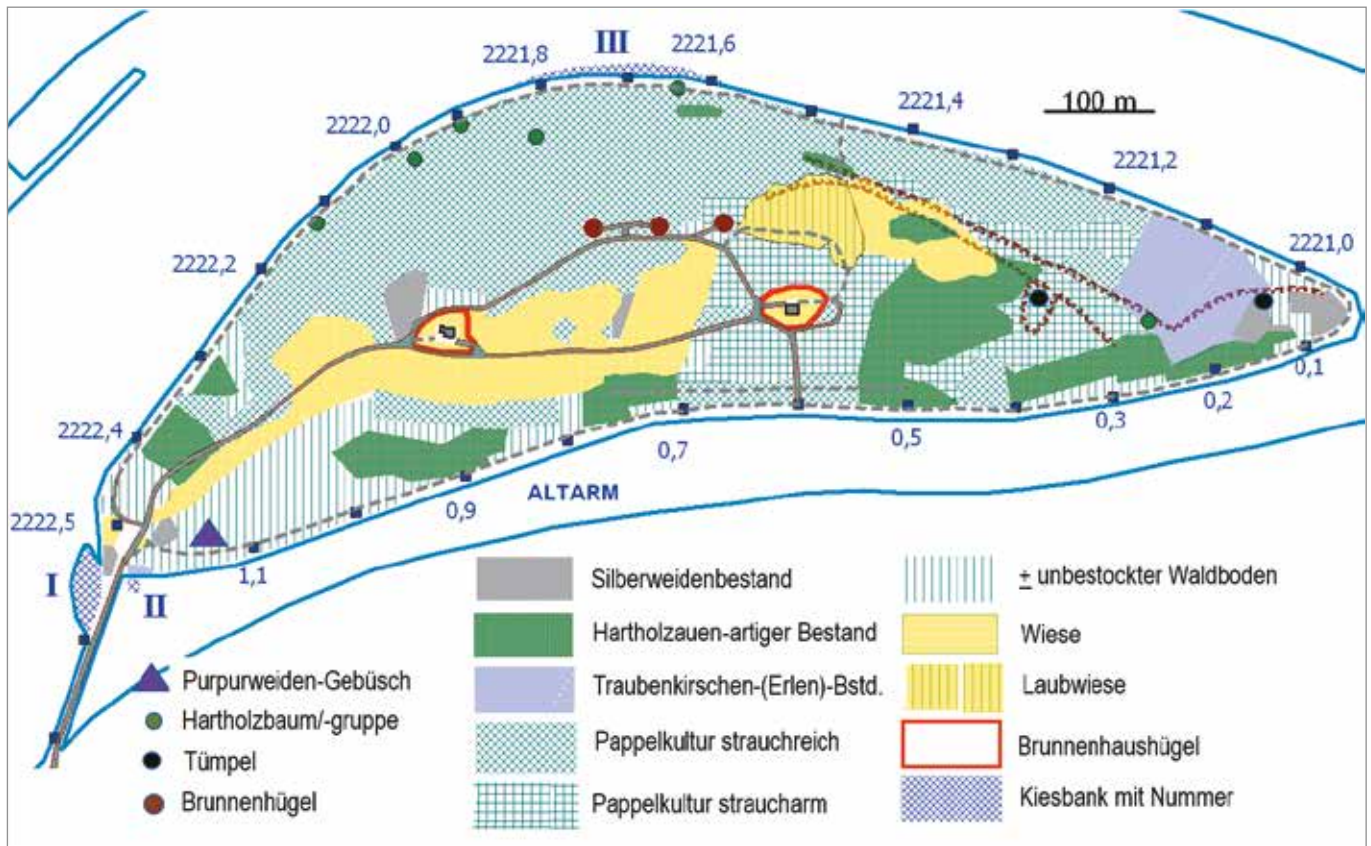 III
2221,8
2221,6
2222,0
2221,4
100 m
2221,2
2222,2
2221,0
0,1
0,2
0,3
2222,4
0,5
0,7
0,9
ALTARM
2222,5
1,1
I
II
Silberweidenbestand
Hartholzauen-artiger Bestand
Traubenkirschen-(Erlen)-Bstd.
Pappelkultur strauchreich
Pappelkultur straucharm
± unbestockter Waldboden
Wiese
Laubwiese
Brunnenhaushügel
Kiesbank mit Nummer
Purpurweiden-Gebüsch
Hartholzbaum/-gruppe
Tümpel
Brunnenhügel